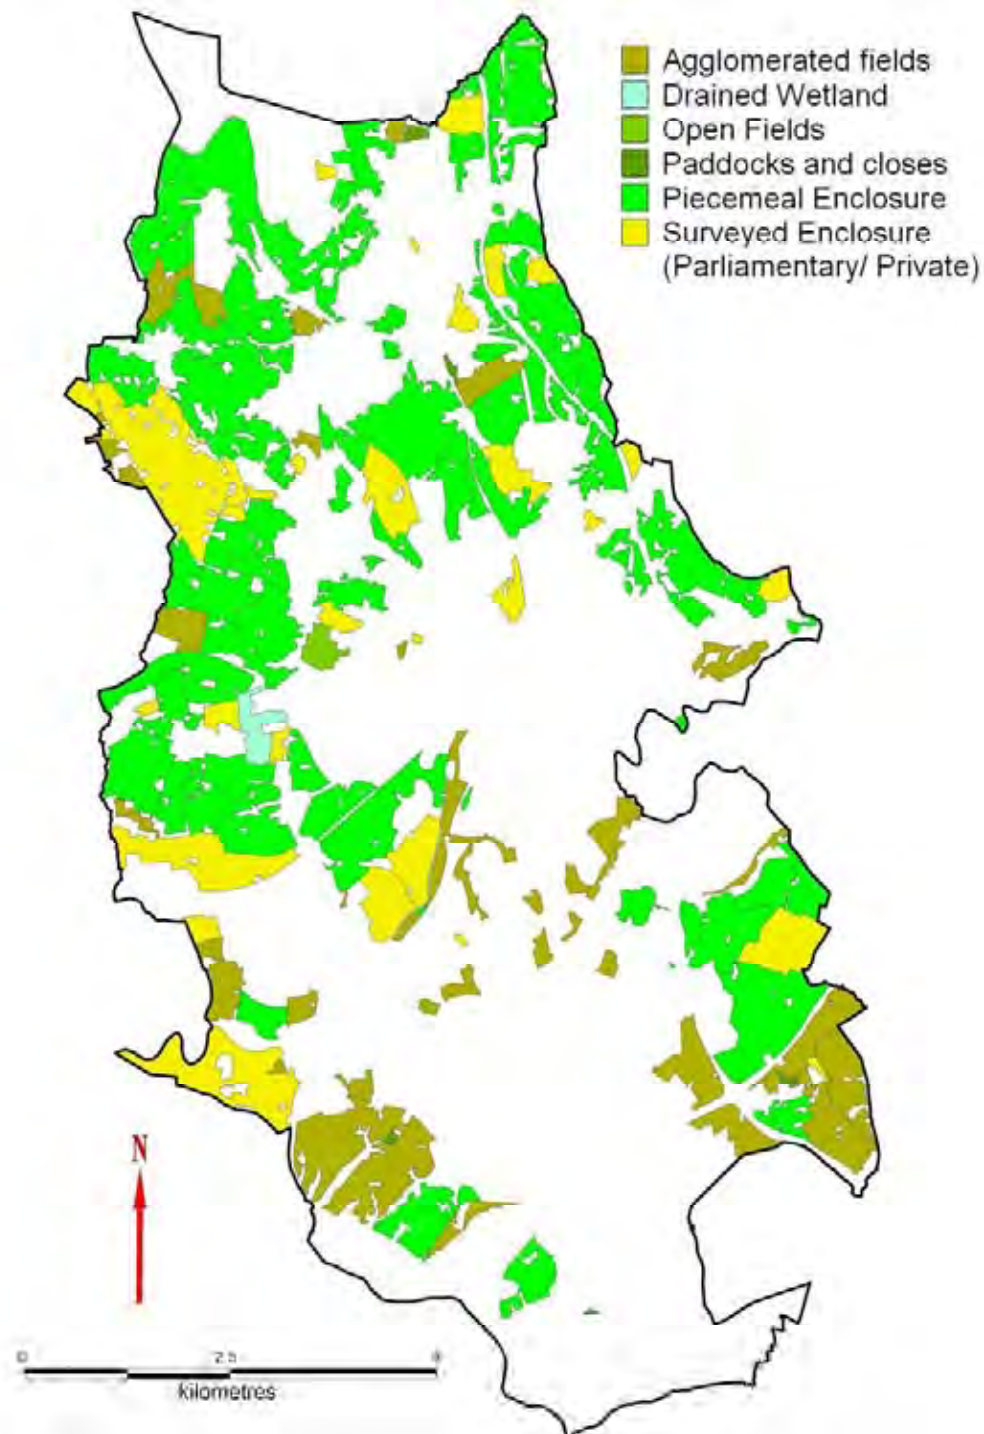 Agglomerated fields
Drained Wetland
Open Fields
Paddocks and closes
Piecemeal Enclosure
Surveyed Enclosure
(Parliamentary/ Private)
N
0 2.5
kilometres